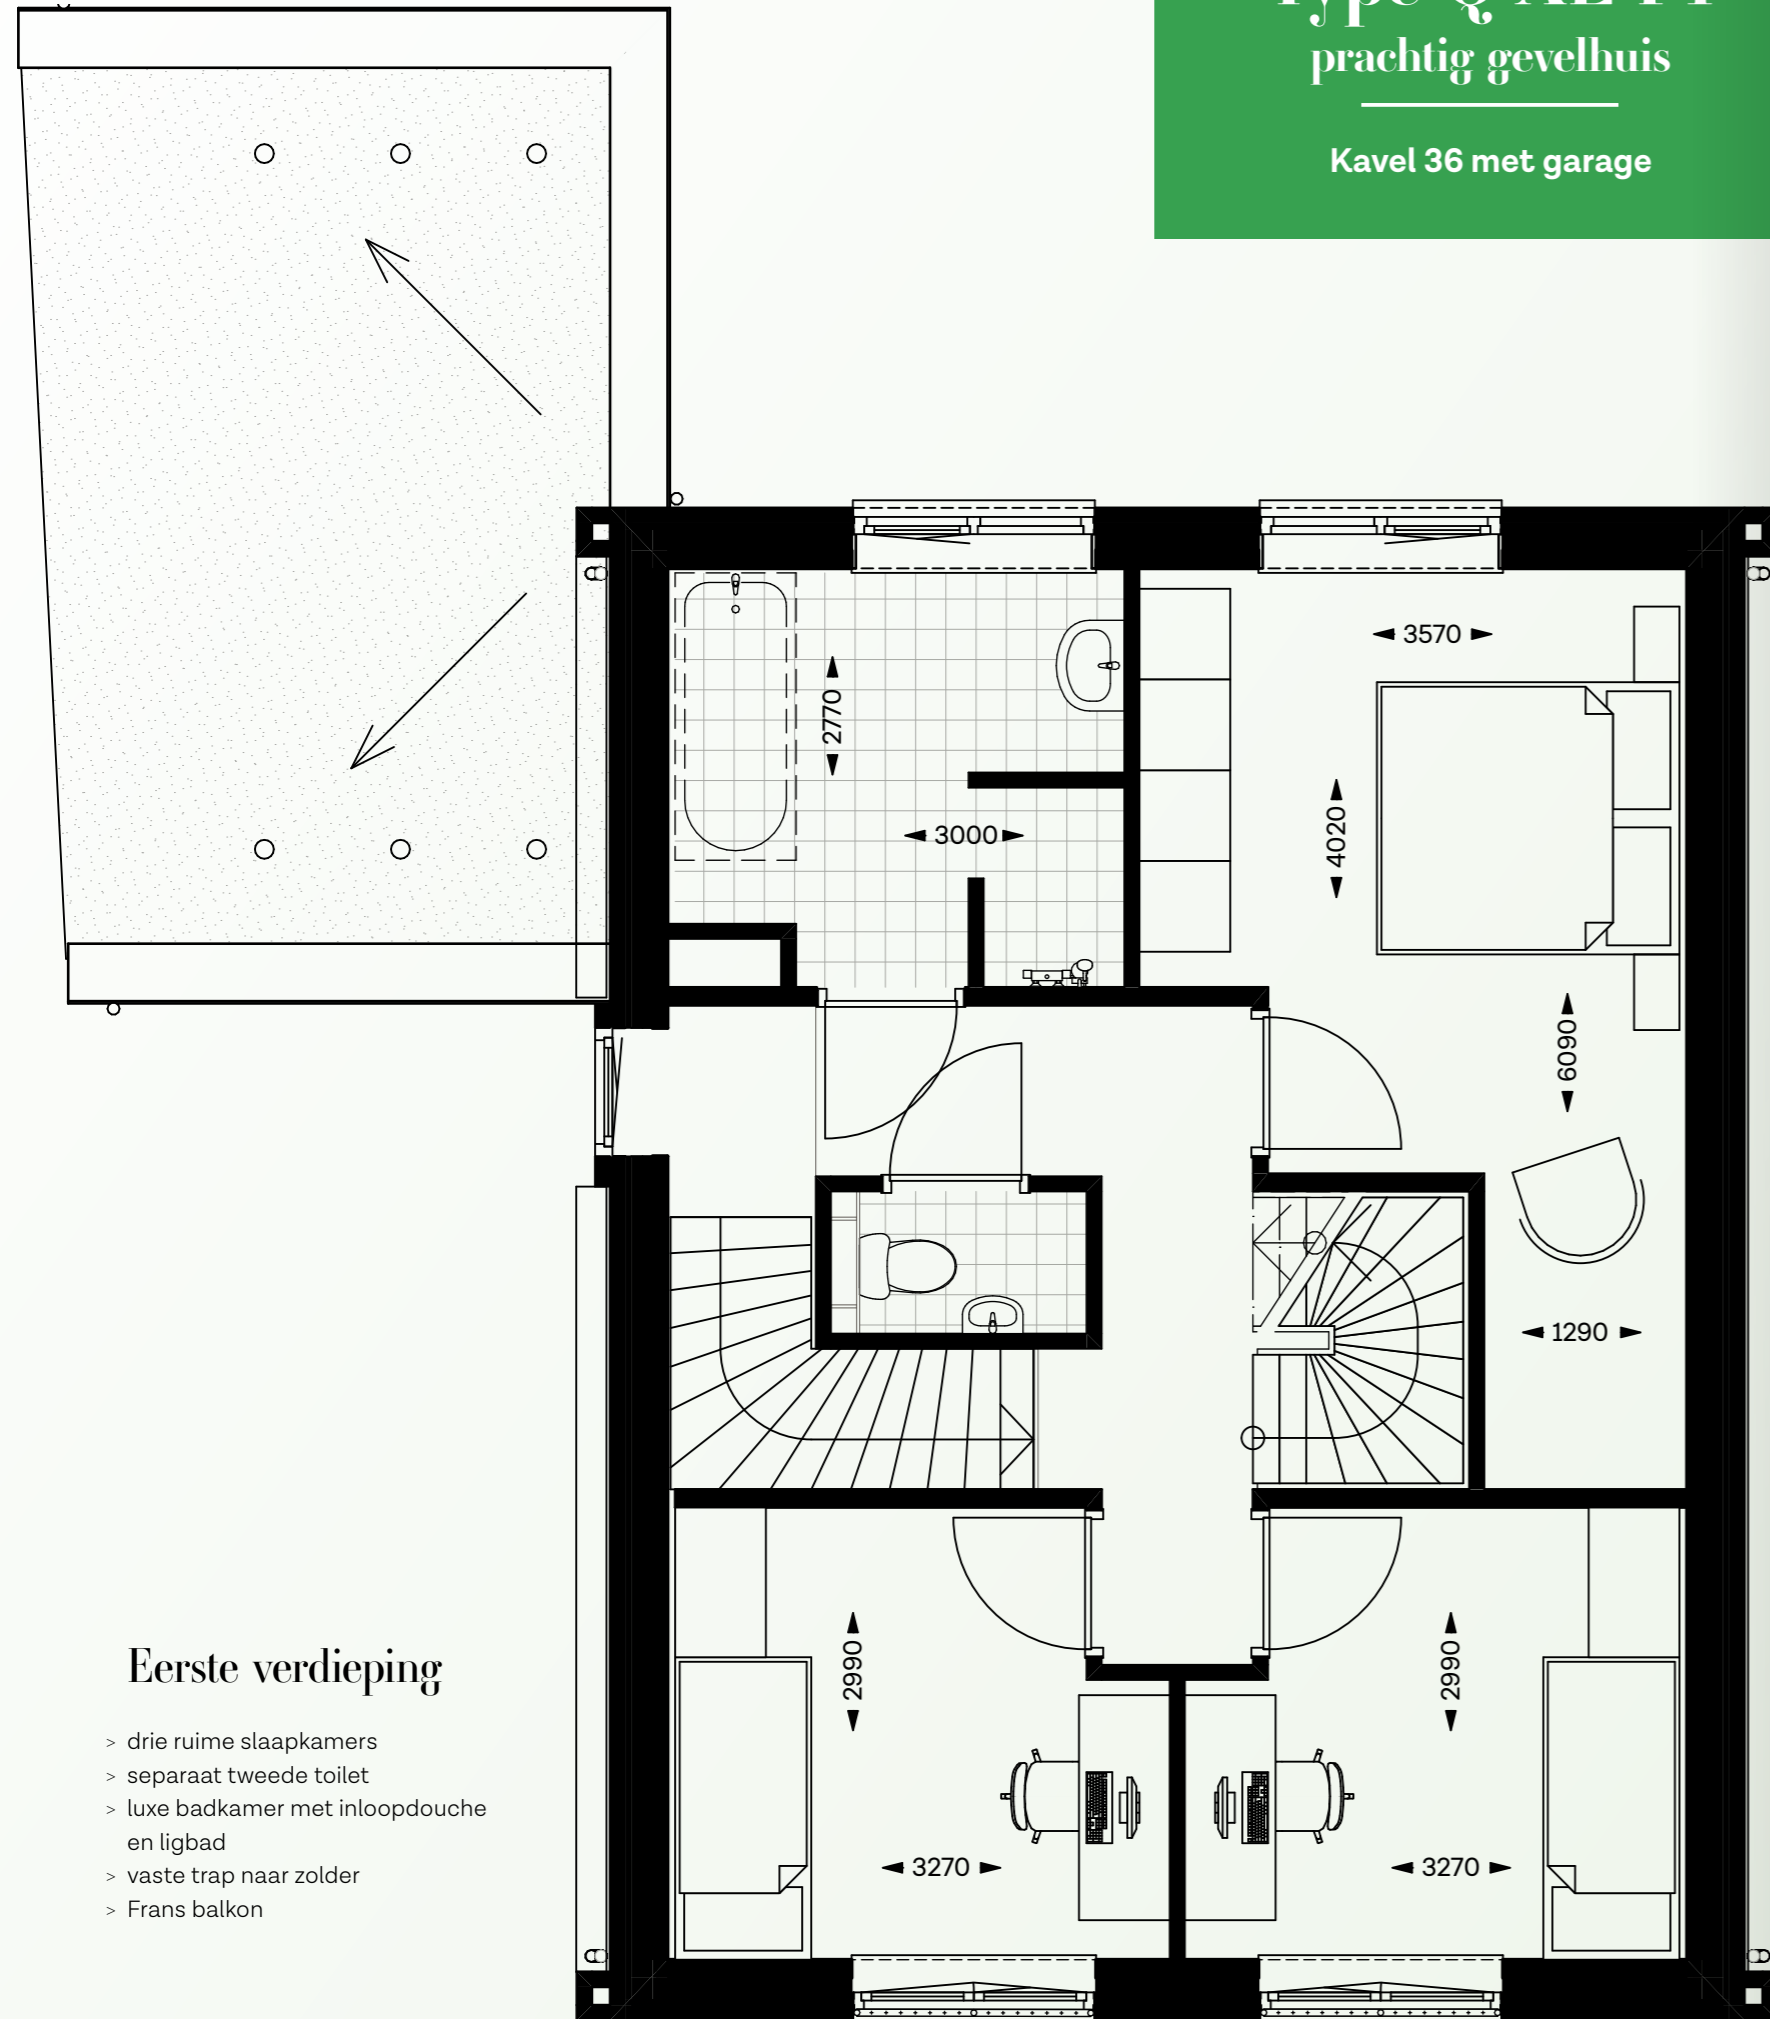 prachtig gevelhuis
Kavel 36 met garage
3570
2770
3000
4020
6090
1290
2990
2990
3270
3270
Eerste verdieping
> drie ruime slaapkamers
> separaat tweede toilet
> luxe badkamer met inloopdouche
en ligbad
> vaste trap naar zolder
> Frans balkon